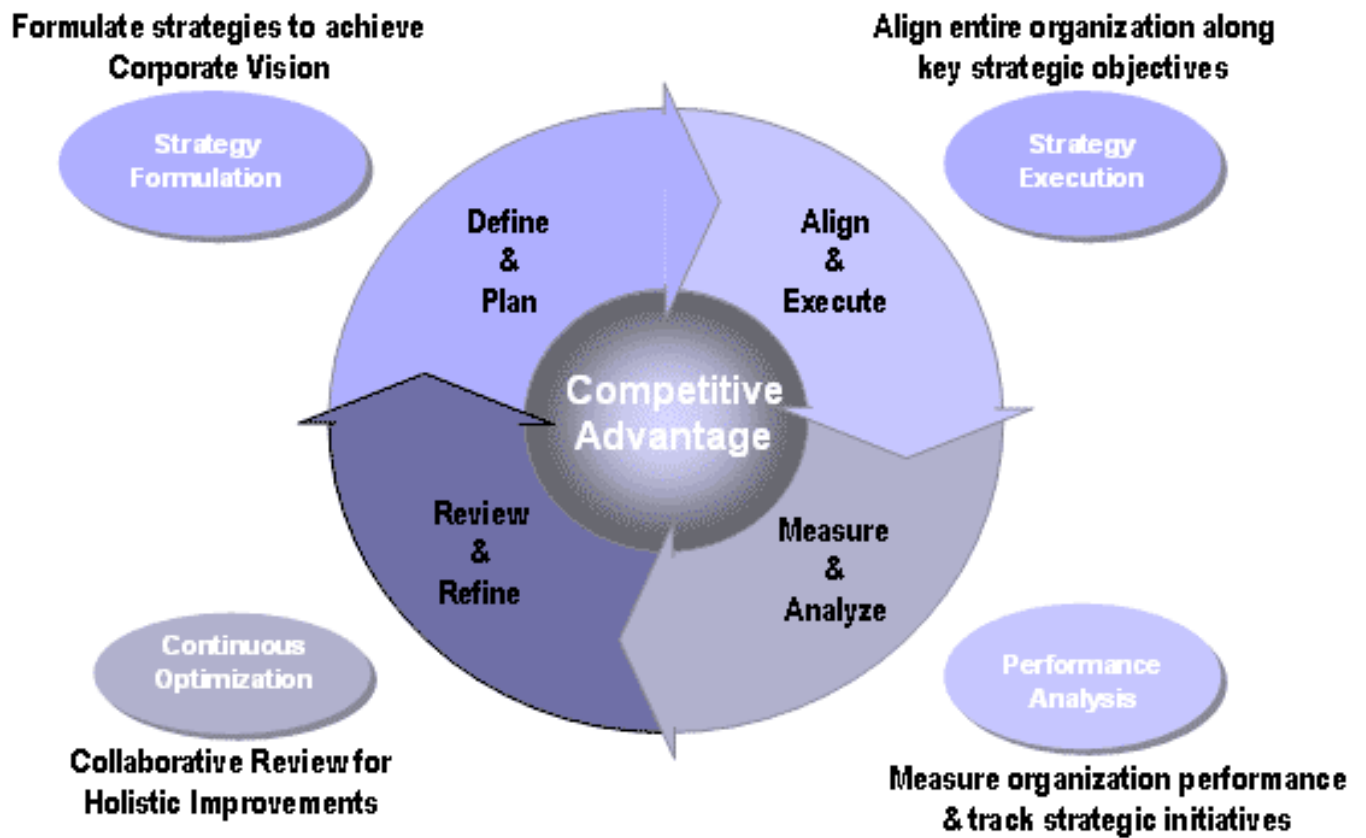 Formulate strategies to achieve
Corporate Vision
Strategy
Formulation
Align entire organization along
key strategic objectives
Strategy
Execution
Define
&
Plan
Align
&
Execute
Competitive
Advantage
Review
&
Refine
Measure
&
Analyze
Continuous
Optimization
Collaborative Review for
Holistic Improvements
Performance
Analysis
Measure organization performance
& track strategic initiatives